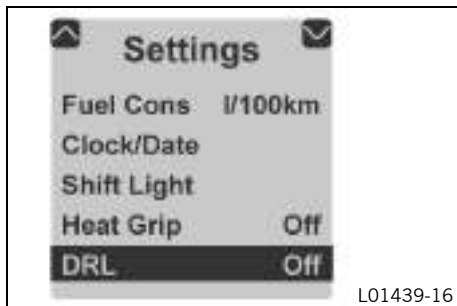 Settings
Fuel Cons l/100km
Clock/Date
Shift Light
Heat Grip Off
DRL Off
L01439-16